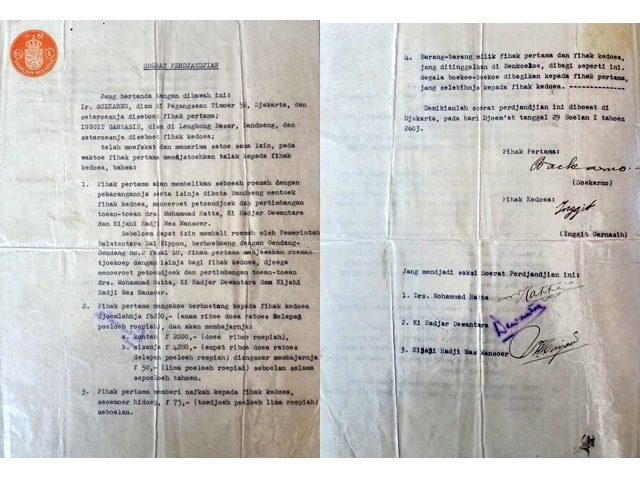 SOERAT PERDJANDJIAN
Jang bertanda tangan dibawah ini:
Ir. SOEKARNO, diam di Pegangsaan Timoer 56, Djakarta, dan
seteroesnja diseboet fihak pertama;
INGGIT GARNASIH, diam di Lengkong Besar, Bandoeng, dan
seteroesnja diseboet fihak kedoea;
telah moefakat dan menerima satoe sama lain, pada
waktoe fihak pertama mendjatoehkan talak kepada fihak
kedoea, bahwa:
1. Fihak pertama akan membelikan seboeah roemah dengan
pekarangannja serta isinja dikota Bandoeng oentoek
fihak kedoea, menoeroet petoendjoek dan pertimbangan
toean-toean drs. Mohammad Hatta, Ki Hadjar Dewantara
dan Kijahi Hadji Mas Mansoer.
Sebeloem dapat izin membeli roemah oleh Pemerintah
Balatentara Dai Nippon, berhoeboeng dengan Oendang-
Oendang no.2 fasal 10, fihak pertama menjewakan roemah
tjoekoep dengan isinja bagi fihak kedoea, djoega
menoeroet petoendjoek dan pertimbangan toean-toean
drs. Mohammad Hatta, Ki Hadjar Dewantara dan Kijahi
Hadji Mas Mansoer.
2. Fihak pertama mengakoe berhoetang kepada fihak kedoea
djoemlahnja f6280,- (enam riboe doea ratoes delapan
poeloeh roepiah), dan akan membajarnja:
a. konten f 2000,- (doea riboe roepiah),
b. sisanja f 4280,- (empat riboe doea ratoes
delapan poeloeh roepiah) diangsoer membajarnja
f 50,- (lima poeloeh roepiah) seboelan selama
sepoeloeh tahoen.
3. Fihak pertama memberi nafkah kepada fihak kedoea,
seoemoer hidoep, f 75,- (toedjoeh poeloeh lima roepiah)
seboelan.
4. Barang-barang milik fihak pertama dan fihak kedoea,
jang ditinggalkan di Benkoeloe, dibagi seperti ini.
Segala boekoe-boekoe dibagikan kepada fihak pertama,
jang selebihnja kepada fihak kedoea. -------------
Demikianlah soerat perdjandjian ini diboeat di
Djakarta, pada hari Djoem'at tanggal 29 Boelan I tahoen
2603.
Fihak Pertama:
Soekarno
(Soekarno)
Fihak Kedoea:
Inggit
(Inggit Garnasih)
Jang mendjadi saksi Soerat Perdjandjian ini:
1. Drs. Mohammad Hatta
2. Ki Hadjar Dewantara
Dewantara
3. Kijahi Hadji Mas Mansoer